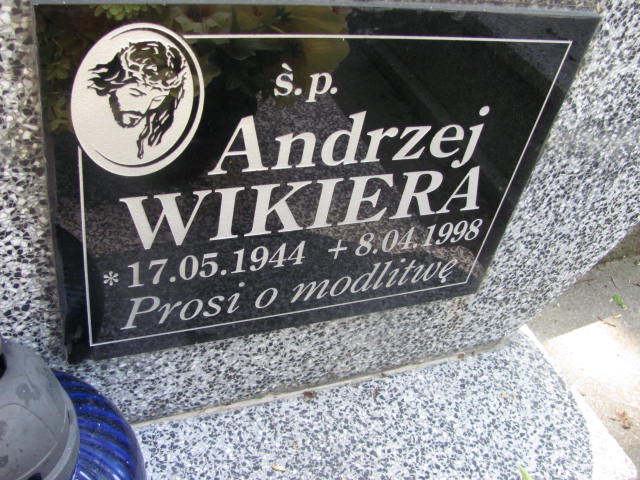 ś.p.
Andrzej
WIKIERA
* 17.05.1944 + 8.04.1998
Prosi o modlitwę